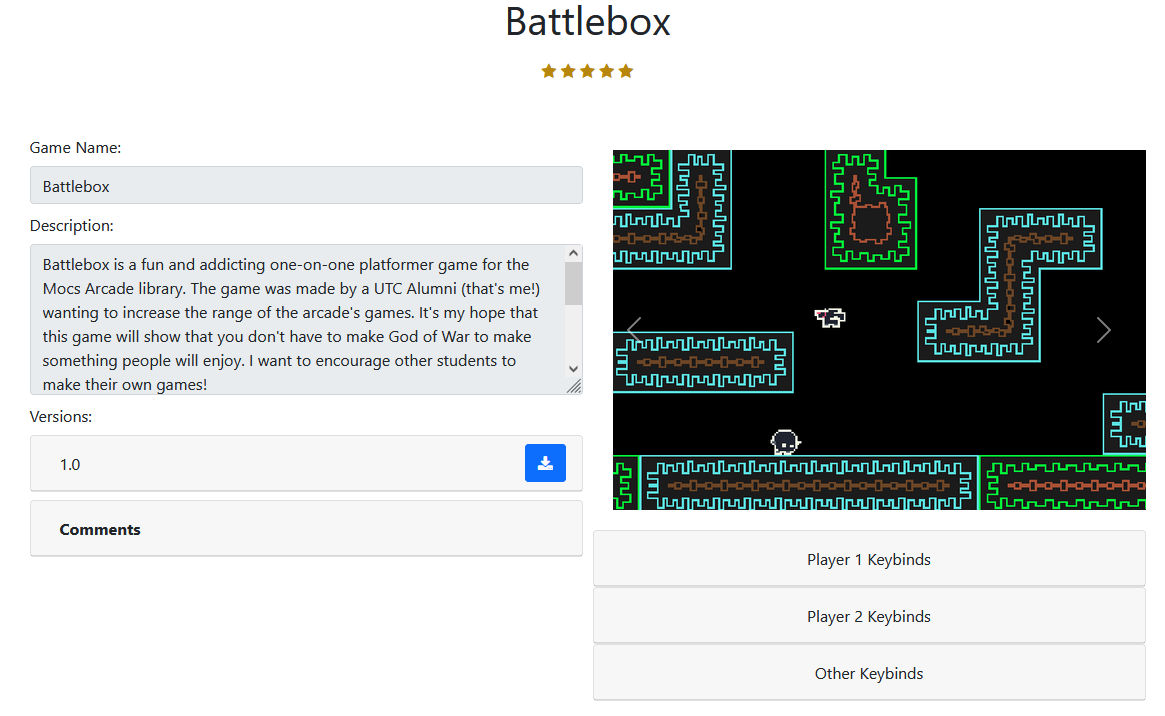 Battlebox
Game Name:
Battlebox
Description:
Battlebox is a fun and addicting one-on-one platformer game for the
Mocs Arcade library. The game was made by a UTC Alumni (that's me!)
wanting to increase the range of the arcade's games. It's my hope that
this game will show that you don't have to make God of War to make
something people will enjoy. I want to encourage other students to
make their own games!
Versions:
1.0
Comments
Player 1 Keybinds
Player 2 Keybinds
Other Keybinds